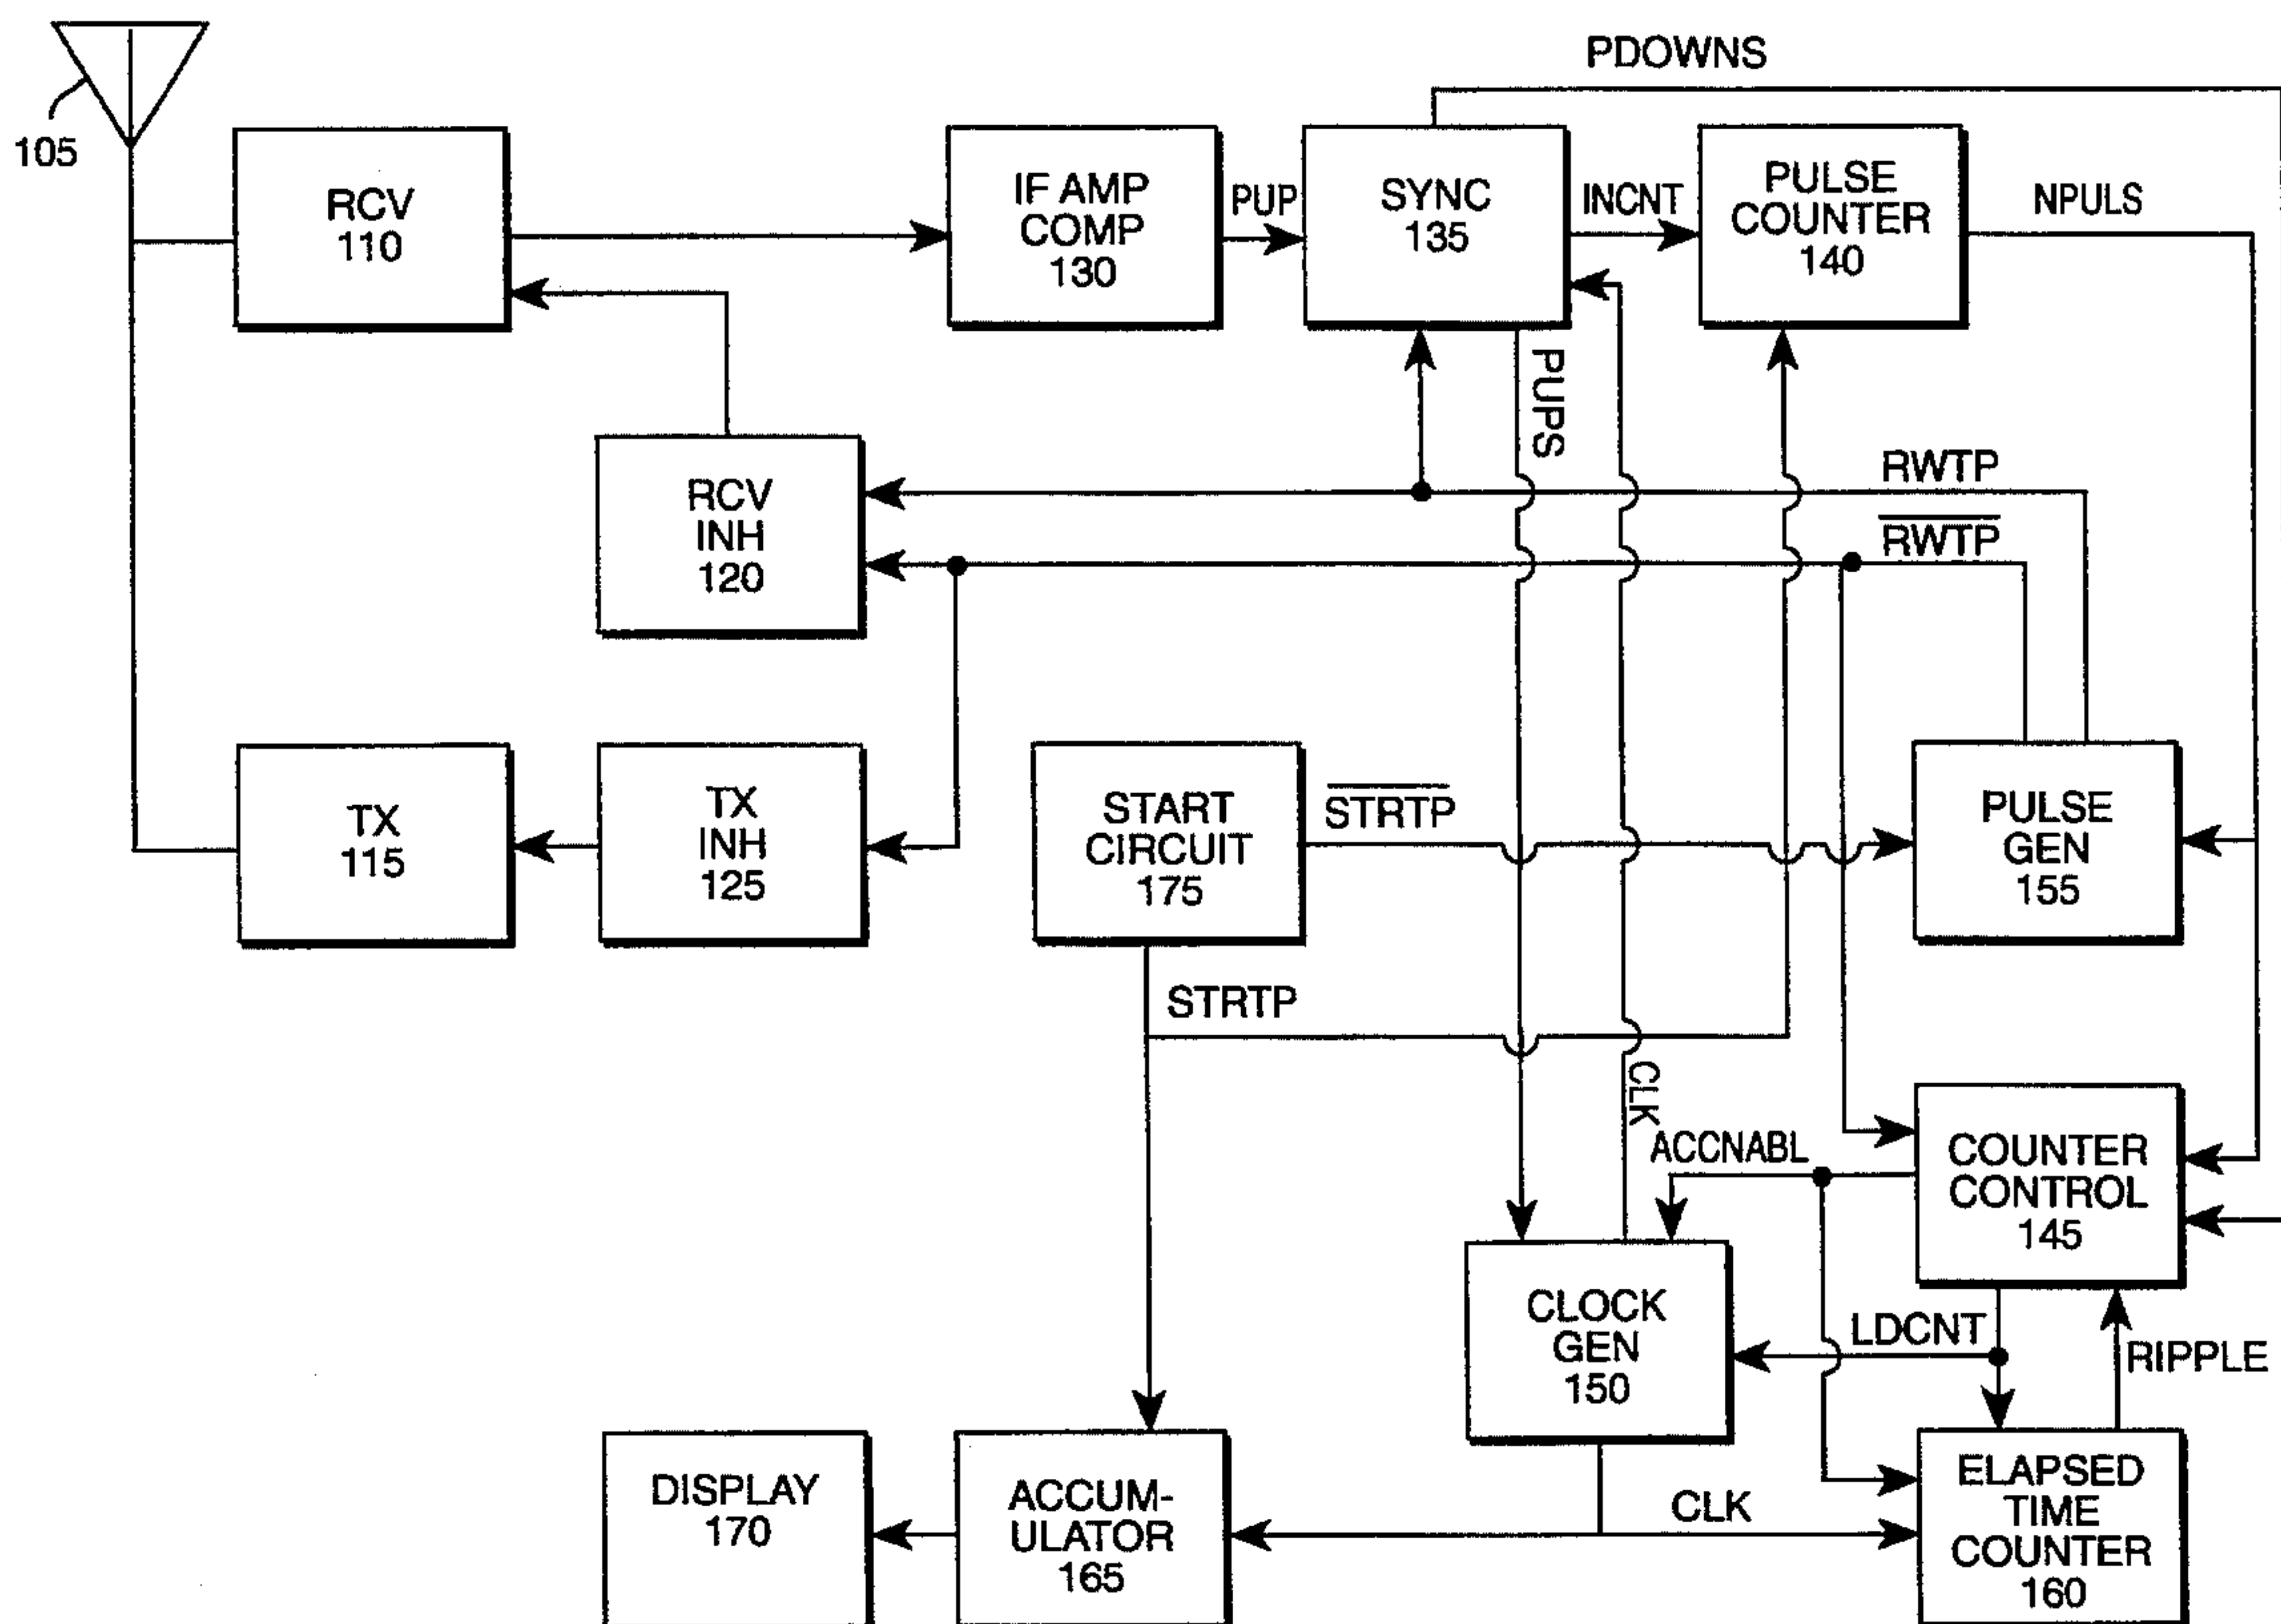 PDOWNS
105
RCV
110
IF AMP
COMP
130
PUP
SYNC
135
INCNT
PULSE
COUNTER
140
NPULS
PUPS
RCV
INH
120
RWTP
RWTP
TX
115
TX
INH
125
START
CIRCUIT
175
STRTP
PULSE
GEN
155
STRTP
CLK
ACCNABL
COUNTER
CONTROL
145
CLOCK
GEN
150
LDCNT
RIPPLE
DISPLAY
170
ACCUM-
ULATOR
165
CLK
ELAPSED
TIME
COUNTER
160